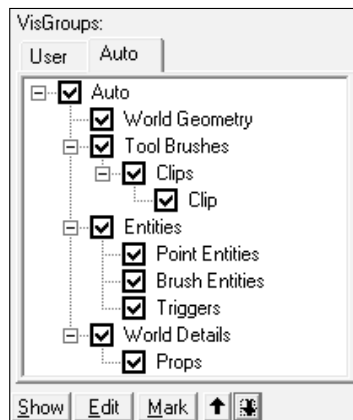 VisGroups:
User Auto
Auto
World Geometry
Tool Brushes
Clips
Clip
Entities
Point Entities
Brush Entities
Triggers
World Details
Props
Show Edit Mark